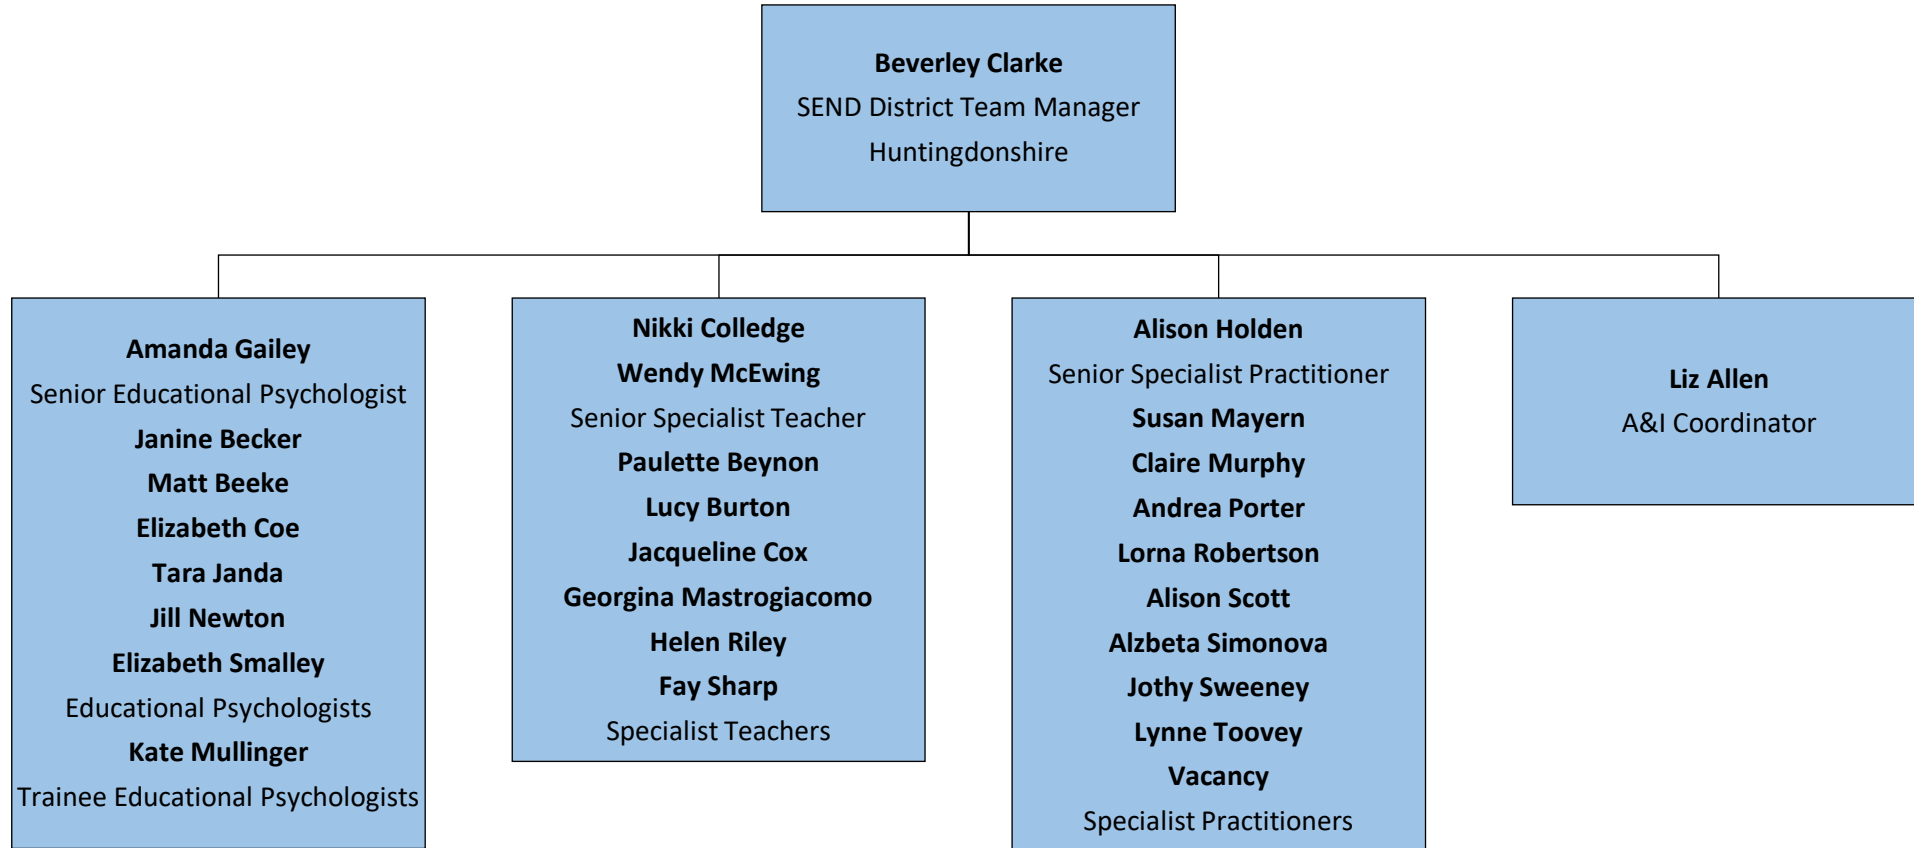 Beverley Clarke
SEND District Team Manager
Huntingdonshire
Amanda Gailey
Senior Educational Psychologist
Janine Becker
Matt Beeke
Elizabeth Coe
Tara Janda
Jill Newton
Elizabeth Smalley
Educational Psychologists
Kate Mullinger
Trainee Educational Psychologists
Nikki Colledge
Wendy McEwing
Senior Specialist Teacher
Paulette Beynon
Lucy Burton
Jacqueline Cox
Georgina Mastrogiacomo
Helen Riley
Fay Sharp
Specialist Teachers
Alison Holden
Senior Specialist Practitioner
Susan Mayern
Claire Murphy
Andrea Porter
Lorna Robertson
Alison Scott
Alzbeta Simonova
Jothy Sweeney
Lynne Toovey
Vacancy
Specialist Practitioners
Liz Allen
A&I Coordinator